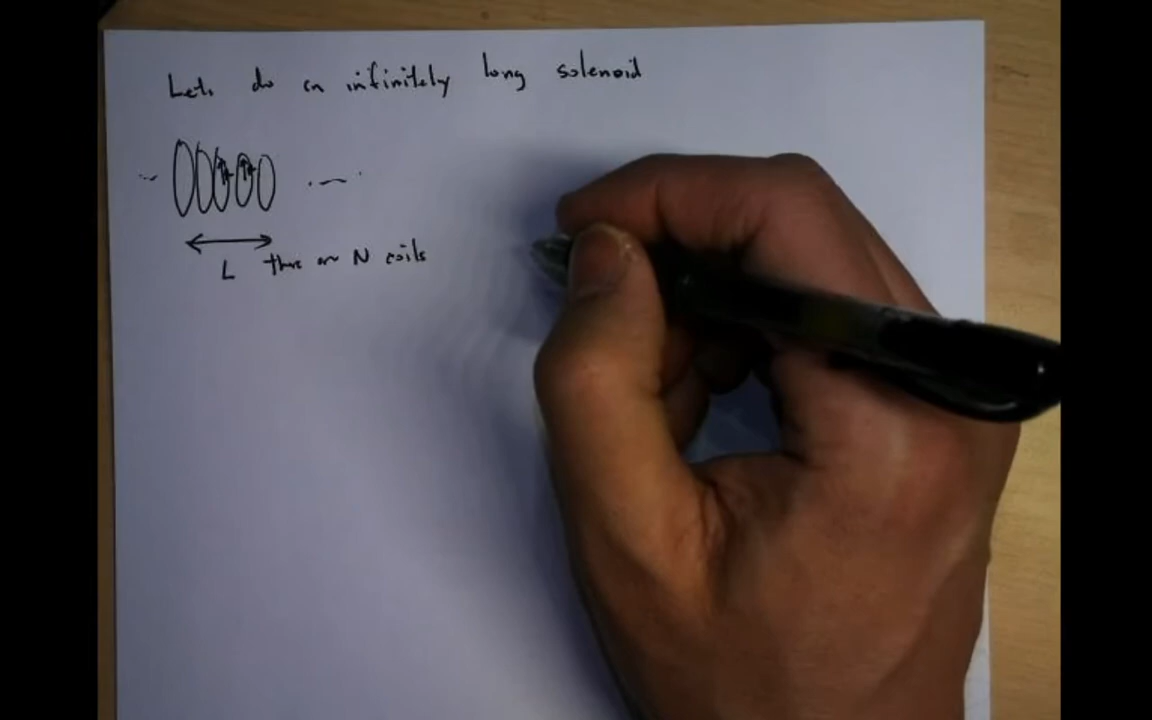 Lets do an infinitely long solenoid
L there are N coils